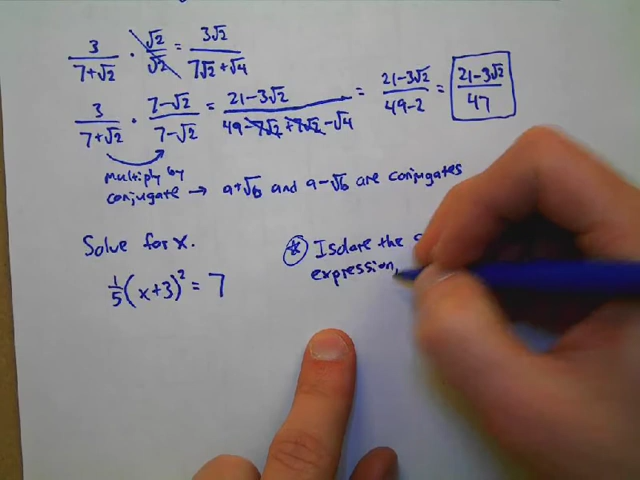 3/(7+√2) · √2/√2 = 3√2/(7√2+√4)
3/(7+√2) · (7-√2)/(7-√2) = (21-3√2)/(49-7√2+7√2-√4) = (21-3√2)/(49-2) = (21-3√2)/47
multiply by
conjugate → a+√b and a-√b are conjugates
Solve for x.
1/5(x+3)² = 7
* Isolate the
expression,